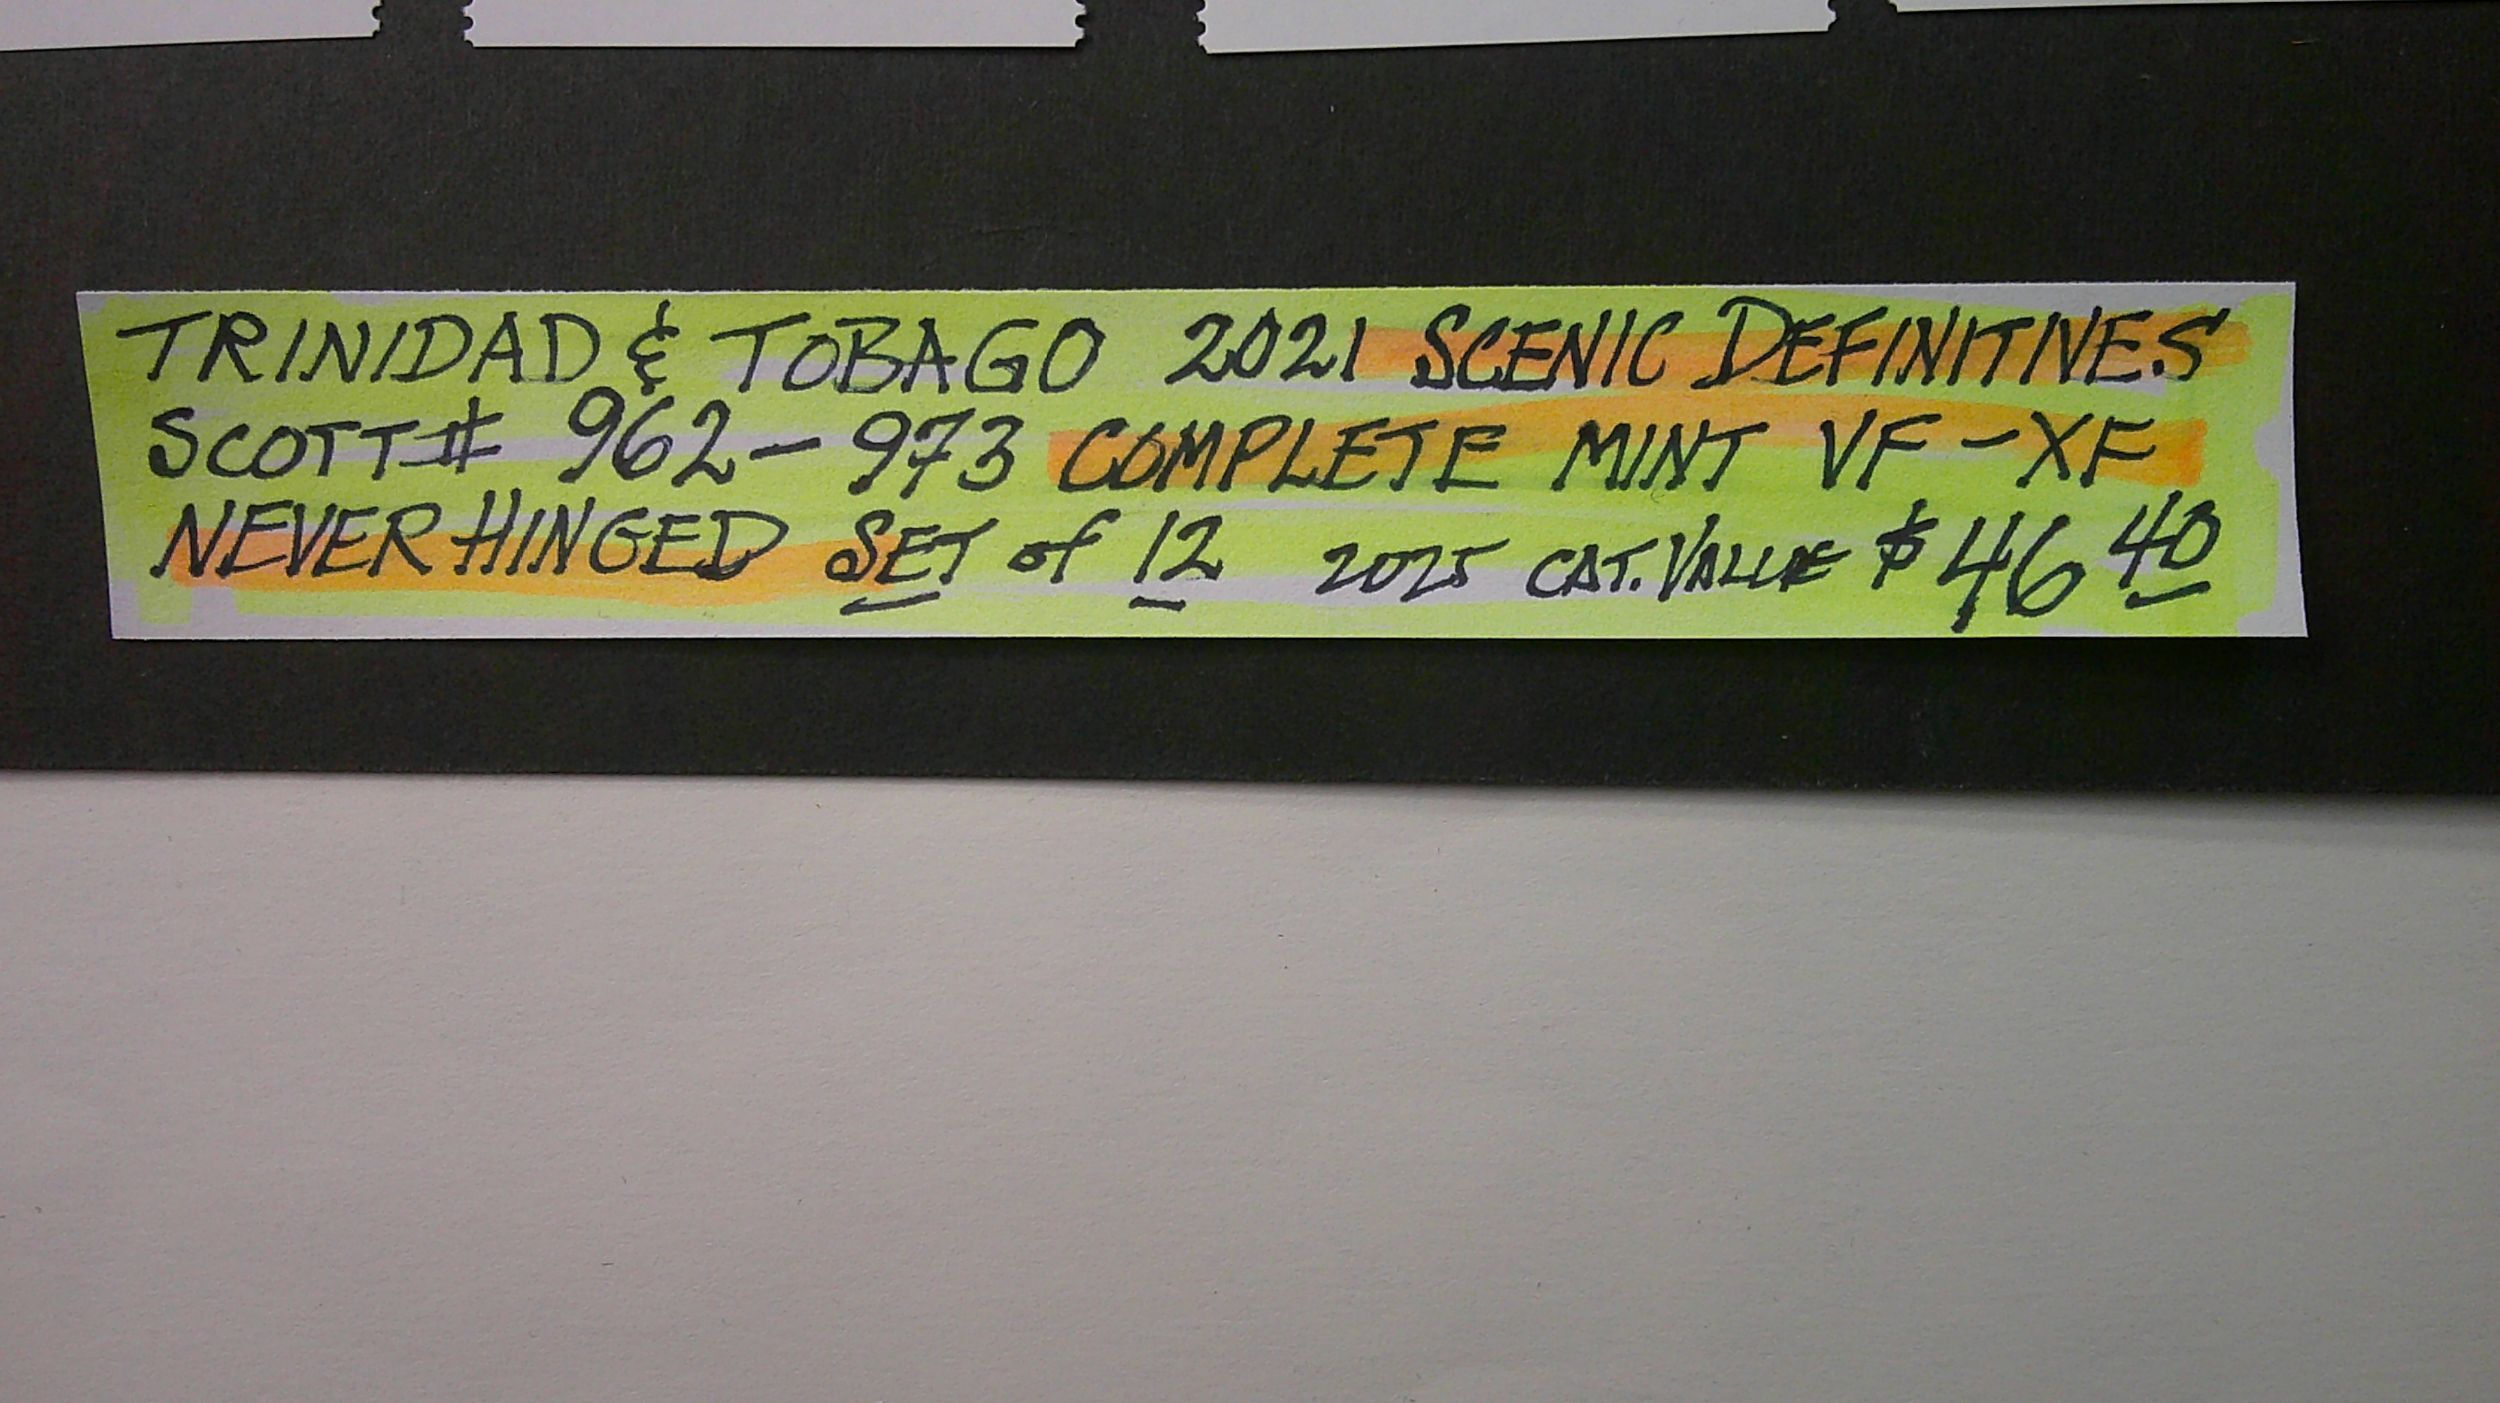 TRINIDAD & TOBAGO 2021 SCENIC DEFINITIVES
SCOTT# 962-973 COMPLETE MINT VF-XF
NEVER HINGED SET of 12 2025 CAT. VALUE $46 40